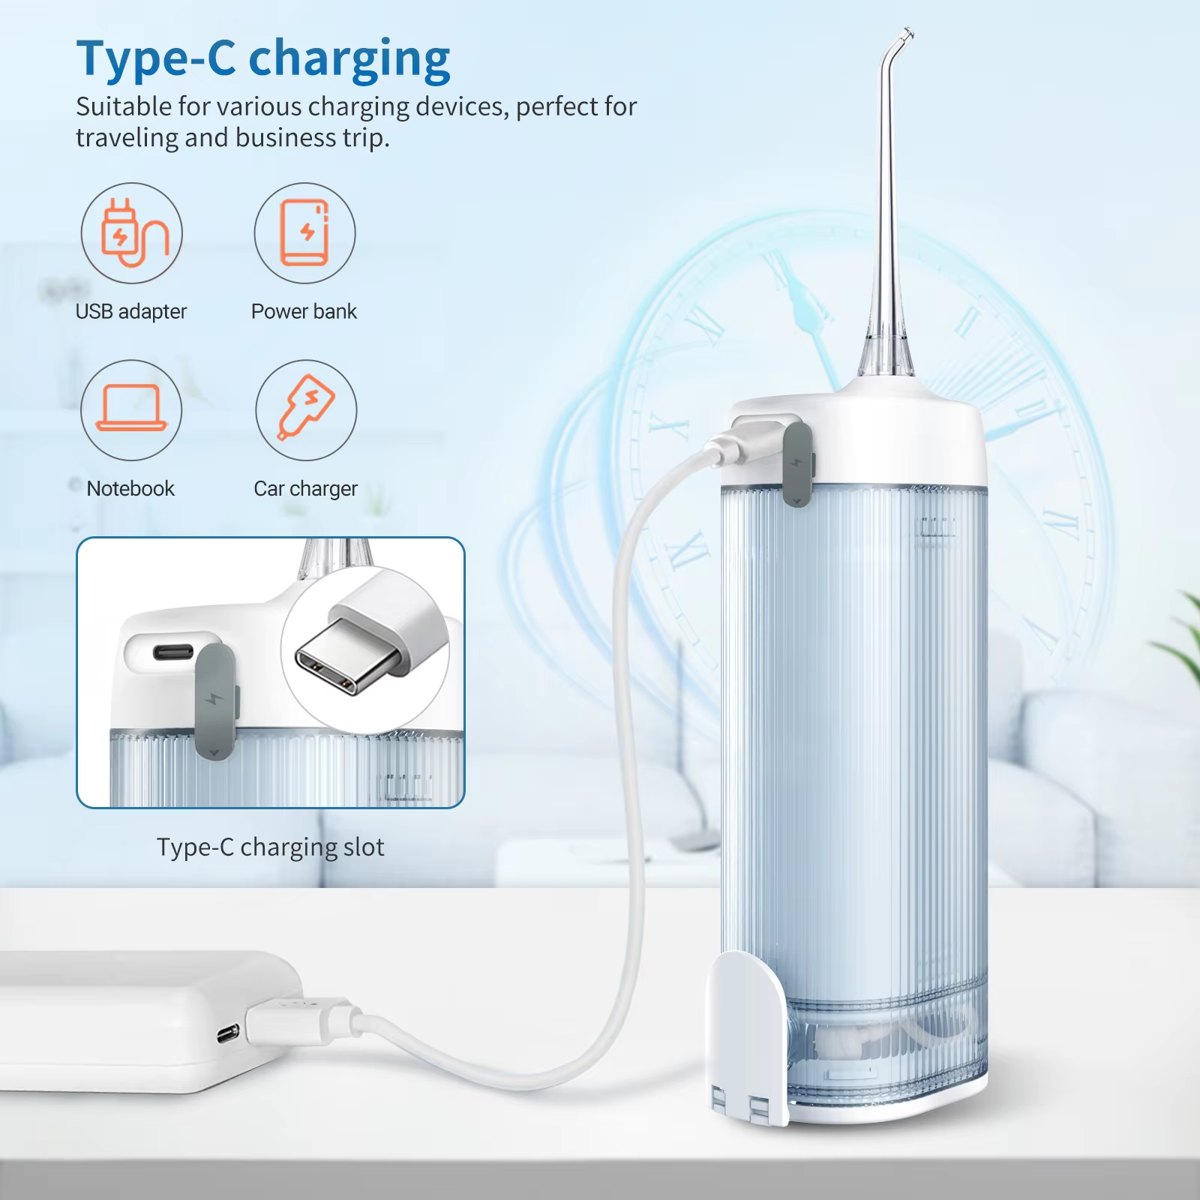 Type-C charging
Suitable for various charging devices, perfect for
traveling and business trip.
USB adapter
Power bank
Notebook
Car charger
Type-C charging slot